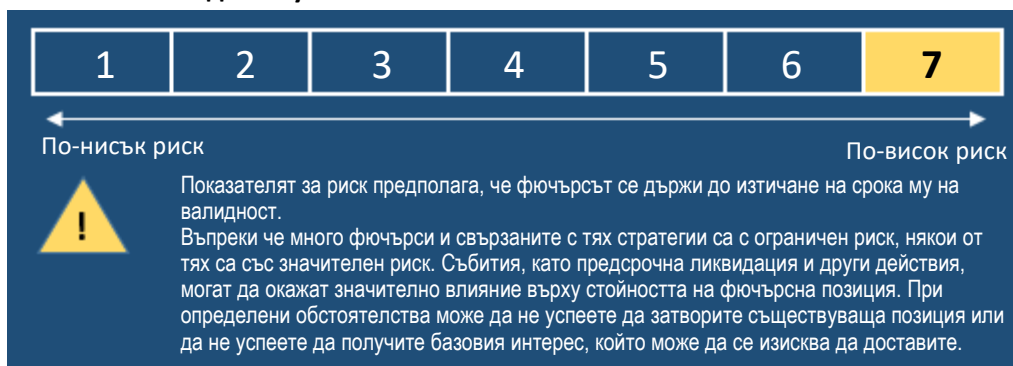 1 2 3 4 5 6 7
По-нисък риск
По-висок риск
!
Показателят за риск предполага, че фючърсът се държи до изтичане на срока му на
валидност.
Въпреки че много фючърси и свързаните с тях стратегии са с ограничен риск, някои от
тях са със значителен риск. Събития, като предсрочна ликвидация и други действия,
могат да окажат значително влияние върху стойността на фючърсна позиция. При
определени обстоятелства може да не успеете да затворите съществуваща позиция или
да не успеете да получите базовия интерес, който може да се изисква да доставите.